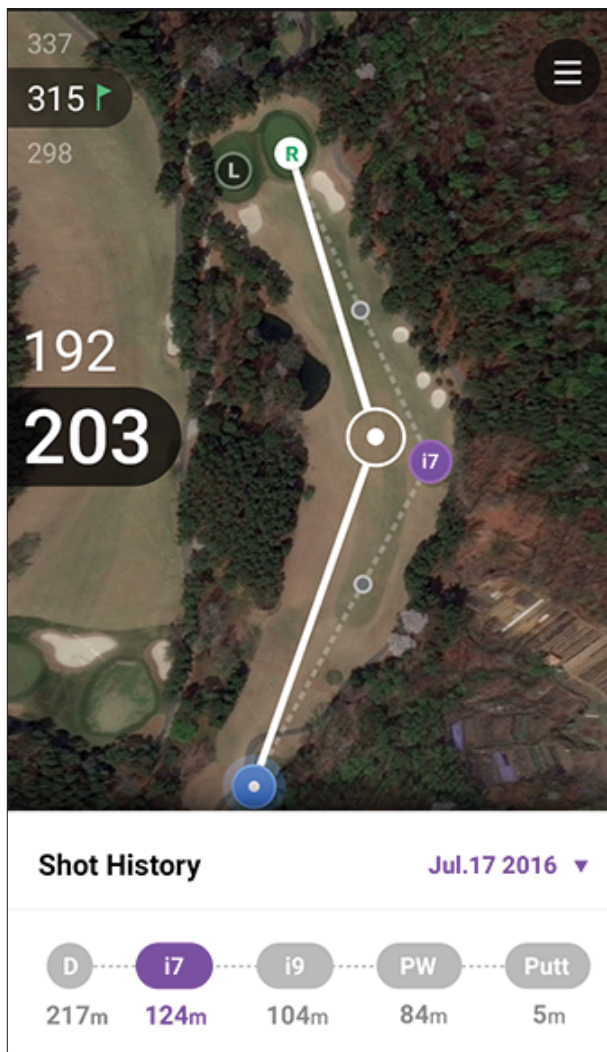 337
315
298
R
L
192
203
i7
Shot History
Jul.17 2016
D i7 i9 PW Putt
217m 124m 104m 84m 5m